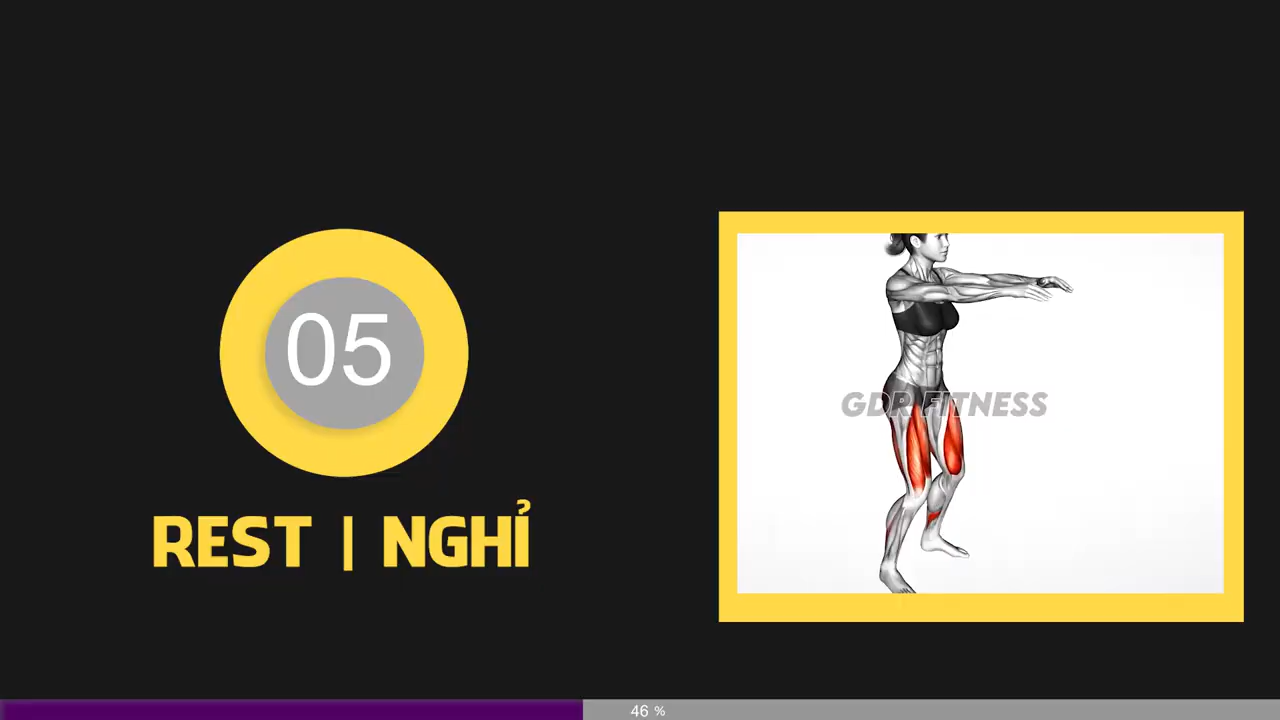 05
REST | NGHỈ
GDR FITNESS
46 %